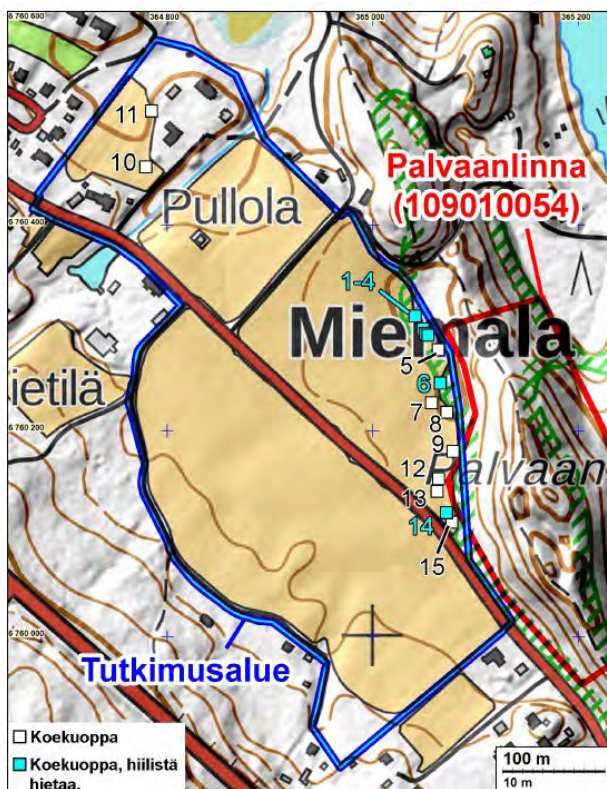 6 760 600
364 800
365 000
365 200
11
10
Palvaanlinna
(109010054)
Pullola
6 760 400
1-4
Miemala
5
ietilä
6
7
8
6 760 200
9
Palvaan
12
13
14
15
6 760 000
Tutkimusalue
Koekuoppa
Koekuoppa, hiilistä
hietaa.
100 m
10 m